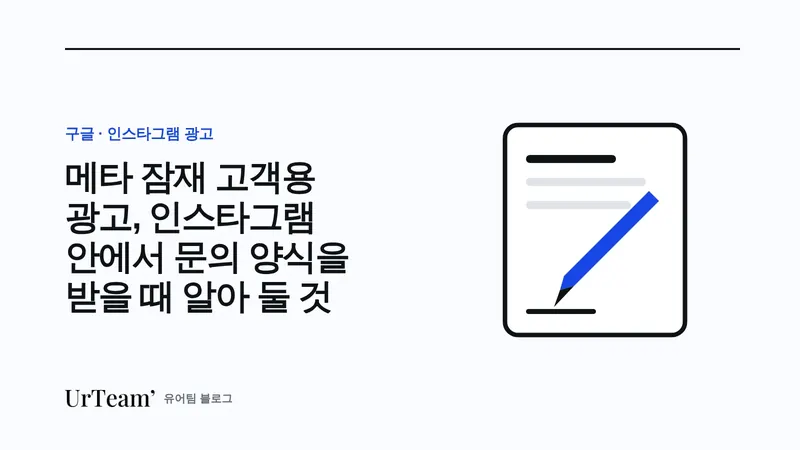 구글 · 인스타그램 광고
메타 잠재 고객용
광고, 인스타그램
안에서 문의 양식을
받을 때 알아 둘 것
UrTeam’ 유어팀 블로그